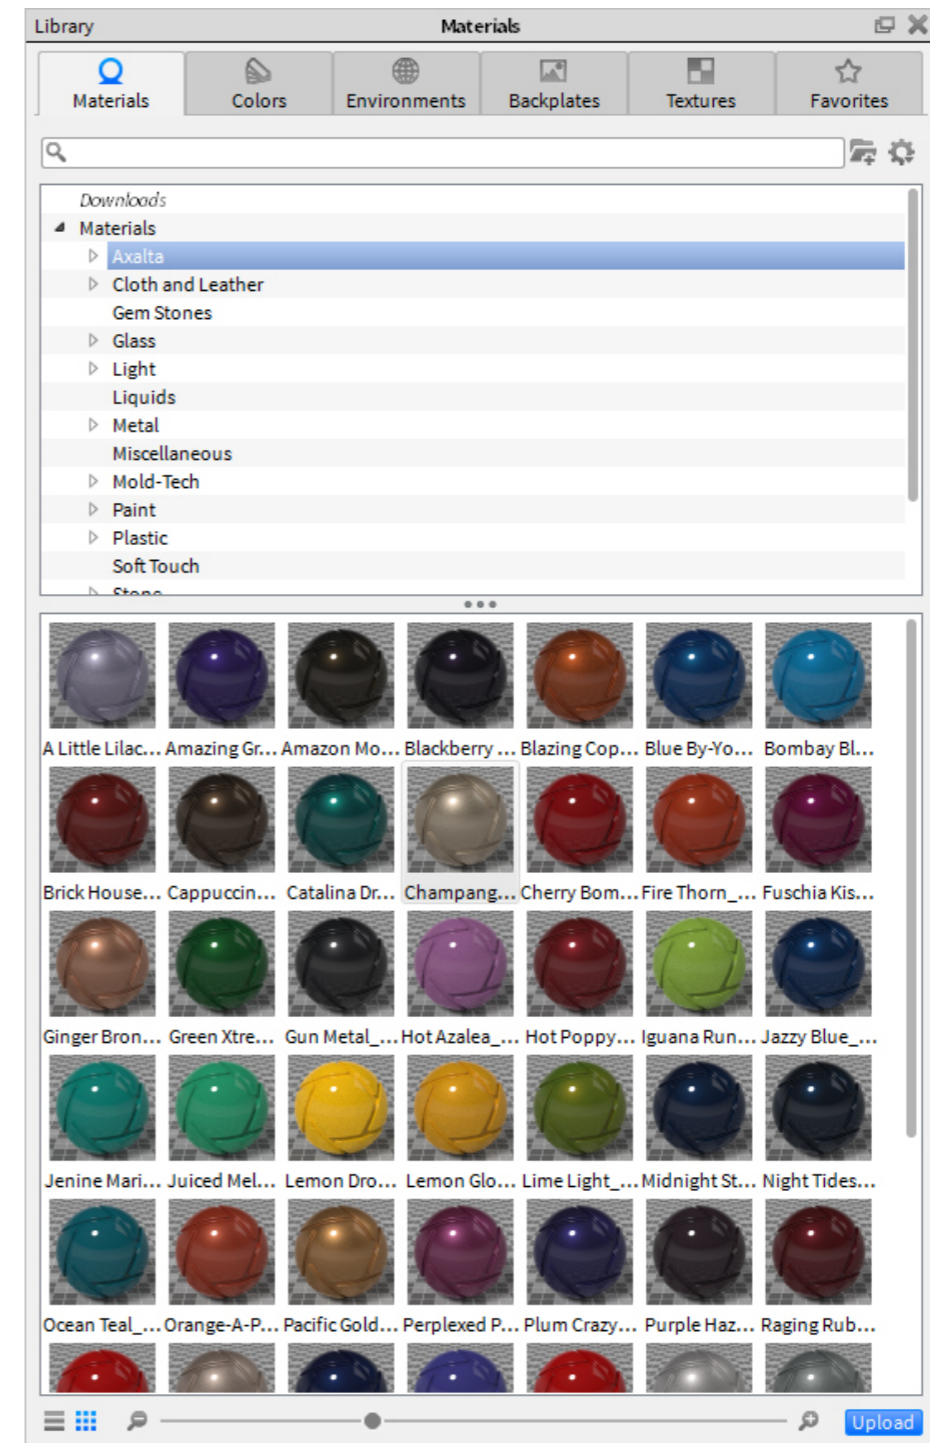 Library Materials
Materials Colors Environments Backplates Textures Favorites
Downloads
Materials
Axalta
Cloth and Leather
Gem Stones
Glass
Light
Liquids
Metal
Miscellaneous
Mold-Tech
Paint
Plastic
Soft Touch
Stone
A Little Lilac... Amazing Gr... Amazon Mo... Blackberry ... Blazing Cop... Blue By-Yo... Bombay Bl...
Brick House... Cappuccin... Catalina Dr... Champang... Cherry Bom... Fire Thorn_... Fuschia Kis...
Ginger Bron... Green Xtre... Gun Metal_... Hot Azalea_... Hot Poppy... Iguana Run... Jazzy Blue_...
Jenine Mari... Juiced Mel... Lemon Dro... Lemon Glo... Lime Light_... Midnight St... Night Tides...
Ocean Teal_... Orange-A-P... Pacific Gold... Perplexed P... Plum Crazy... Purple Haz... Raging Rub...
Upload